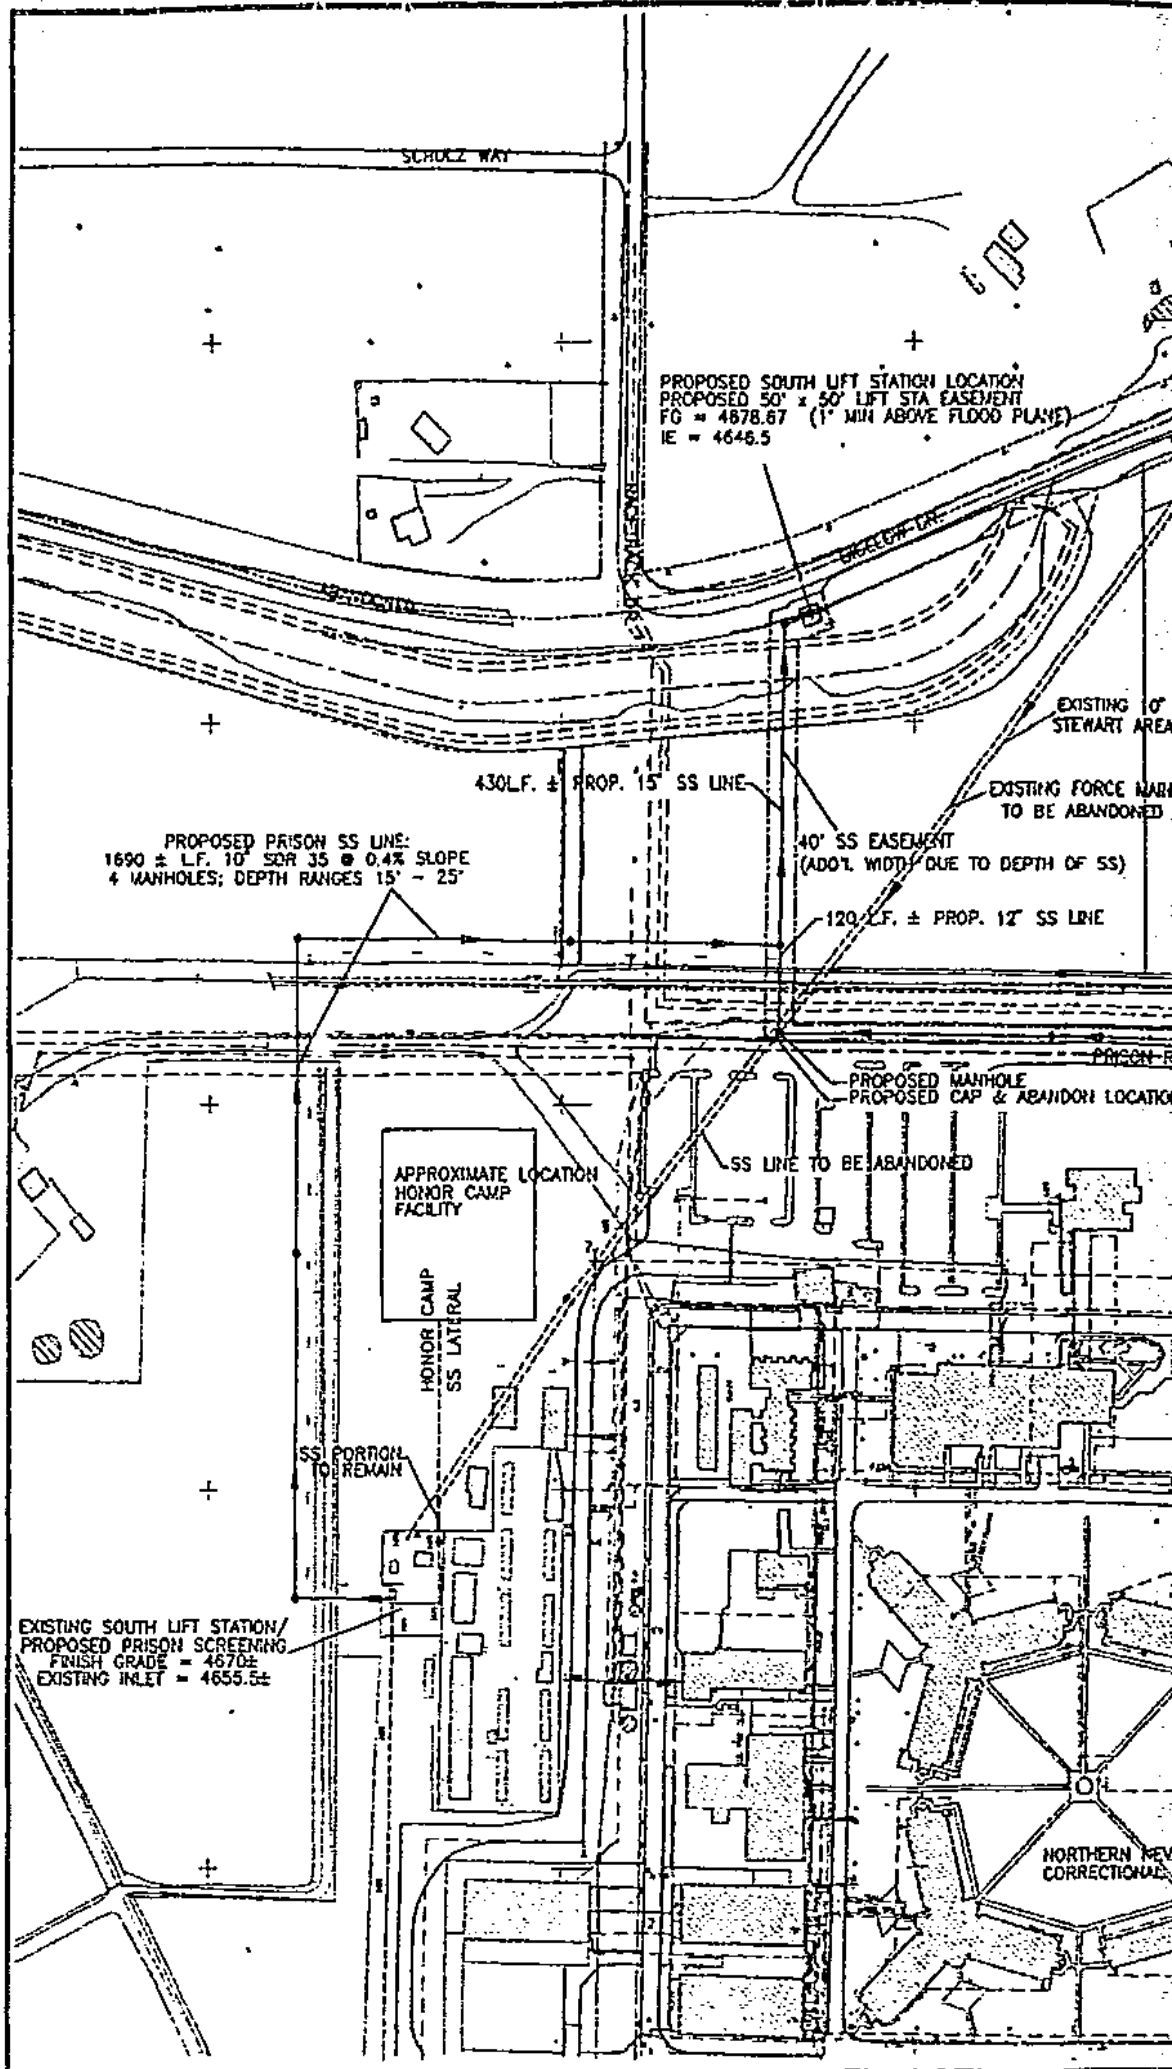 SCHULZ WAY
PROPOSED SOUTH LIFT STATION LOCATION
PROPOSED 50' x 50' LIFT STA EASEMENT
FG = 4678.67 (1' MIN ABOVE FLOOD PLANE)
IE = 4646.5
BIGELOW DR.
EXISTING 10"
STEWART AREA
430L.F. ± PROP. 15" SS LINE
EXISTING FORCE MAIN
TO BE ABANDONED
PROPOSED PRISON SS LINE:
1690 ± L.F. 10" SDR 35 @ 0.4% SLOPE
4 MANHOLES; DEPTH RANGES 15' - 25'
40' SS EASEMENT
(ADD'L WIDTH DUE TO DEPTH OF SS)
120 L.F. ± PROP. 12" SS LINE
PRISON R
PROPOSED MANHOLE
PROPOSED CAP & ABANDON LOCATION
SS LINE TO BE ABANDONED
APPROXIMATE LOCATION
HONOR CAMP
FACILITY
HONOR CAMP
SS LATERAL
SS PORTION
TO REMAIN
EXISTING SOUTH LIFT STATION/
PROPOSED PRISON SCREENING
FINISH GRADE = 4670±
EXISTING INLET = 4655.5±
NORTHERN NEV
CORRECTIONAL